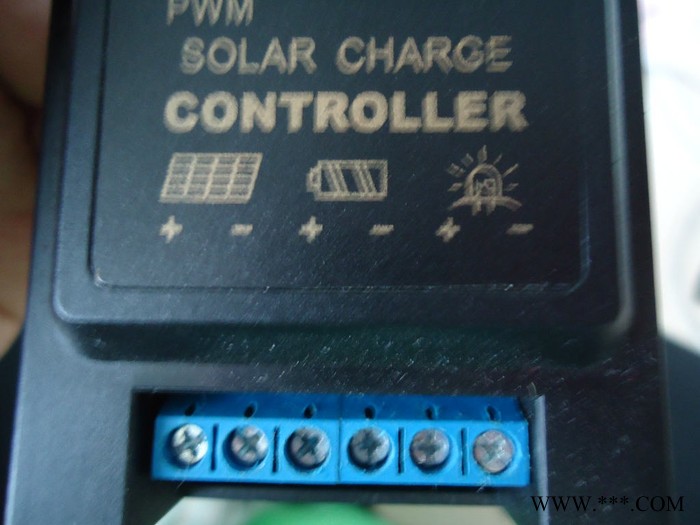 PWM
SOLAR CHARGE
CONTROLLER
+ - + - + -
WWW.***.COM